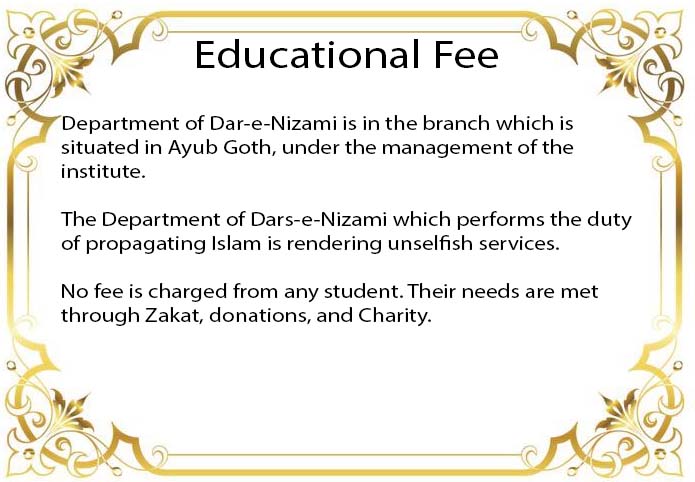 Educational Fee
Department of Dar-e-Nizami is in the branch which is
situated in Ayub Goth, under the management of the
institute.
The Department of Dars-e-Nizami which performs the duty
of propagating Islam is rendering unselfish services.
No fee is charged from any student. Their needs are met
through Zakat, donations, and Charity.